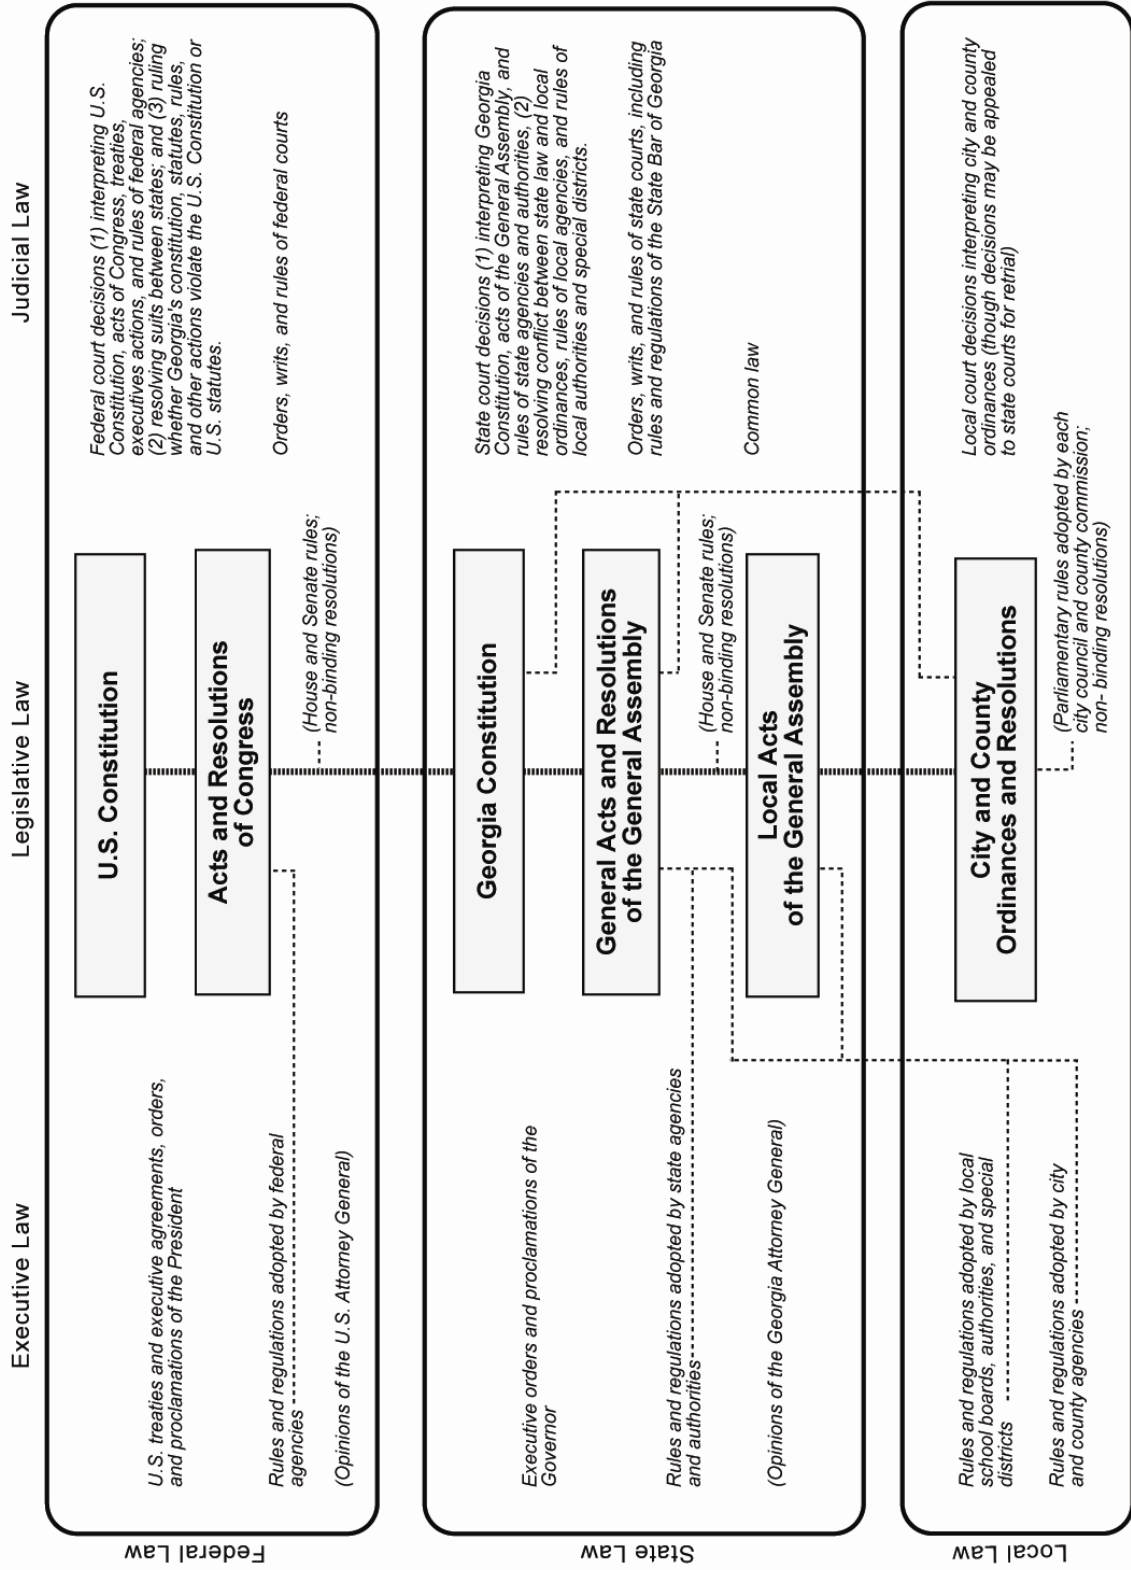 Executive Law
Legislative Law
Judicial Law
Federal Law
U.S. treaties and executive agreements, orders,
and proclamations of the President
Rules and regulations adopted by federal
agencies
(Opinions of the U.S. Attorney General)
U.S. Constitution
Acts and Resolutions
of Congress
(House and Senate rules;
non-binding resolutions)
Federal court decisions (1) interpreting U.S.
Constitution, acts of Congress, treaties,
executives actions, and rules of federal agencies;
(2) resolving suits between states; and (3) ruling
whether Georgia's constitution, statutes, rules,
and other actions violate the U.S. Constitution or
U.S. statutes.
Orders, writs, and rules of federal courts
State Law
Executive orders and proclamations of the
Governor
Rules and regulations adopted by state agencies
and authorities
(Opinions of the Georgia Attorney General)
Georgia Constitution
General Acts and Resolutions
of the General Assembly
(House and Senate rules;
non-binding resolutions)
Local Acts
of the General Assembly
State court decisions (1) interpreting Georgia
Constitution, acts of the General Assembly, and
rules of state agencies and authorities, (2)
resolving conflict between state law and local
ordinances, rules of local agencies, and rules of
local authorities and special districts.
Orders, writs, and rules of state courts, including
rules and regulations of the State Bar of Georgia
Common law
Local Law
Rules and regulations adopted by local
school boards, authorities, and special
districts
Rules and regulations adopted by city
and county agencies
City and County
Ordinances and Resolutions
(Parliamentary rules adopted by each
city council and county commission;
non- binding resolutions)
Local court decisions interpreting city and county
ordinances (though decisions may be appealed
to state courts for retrial)